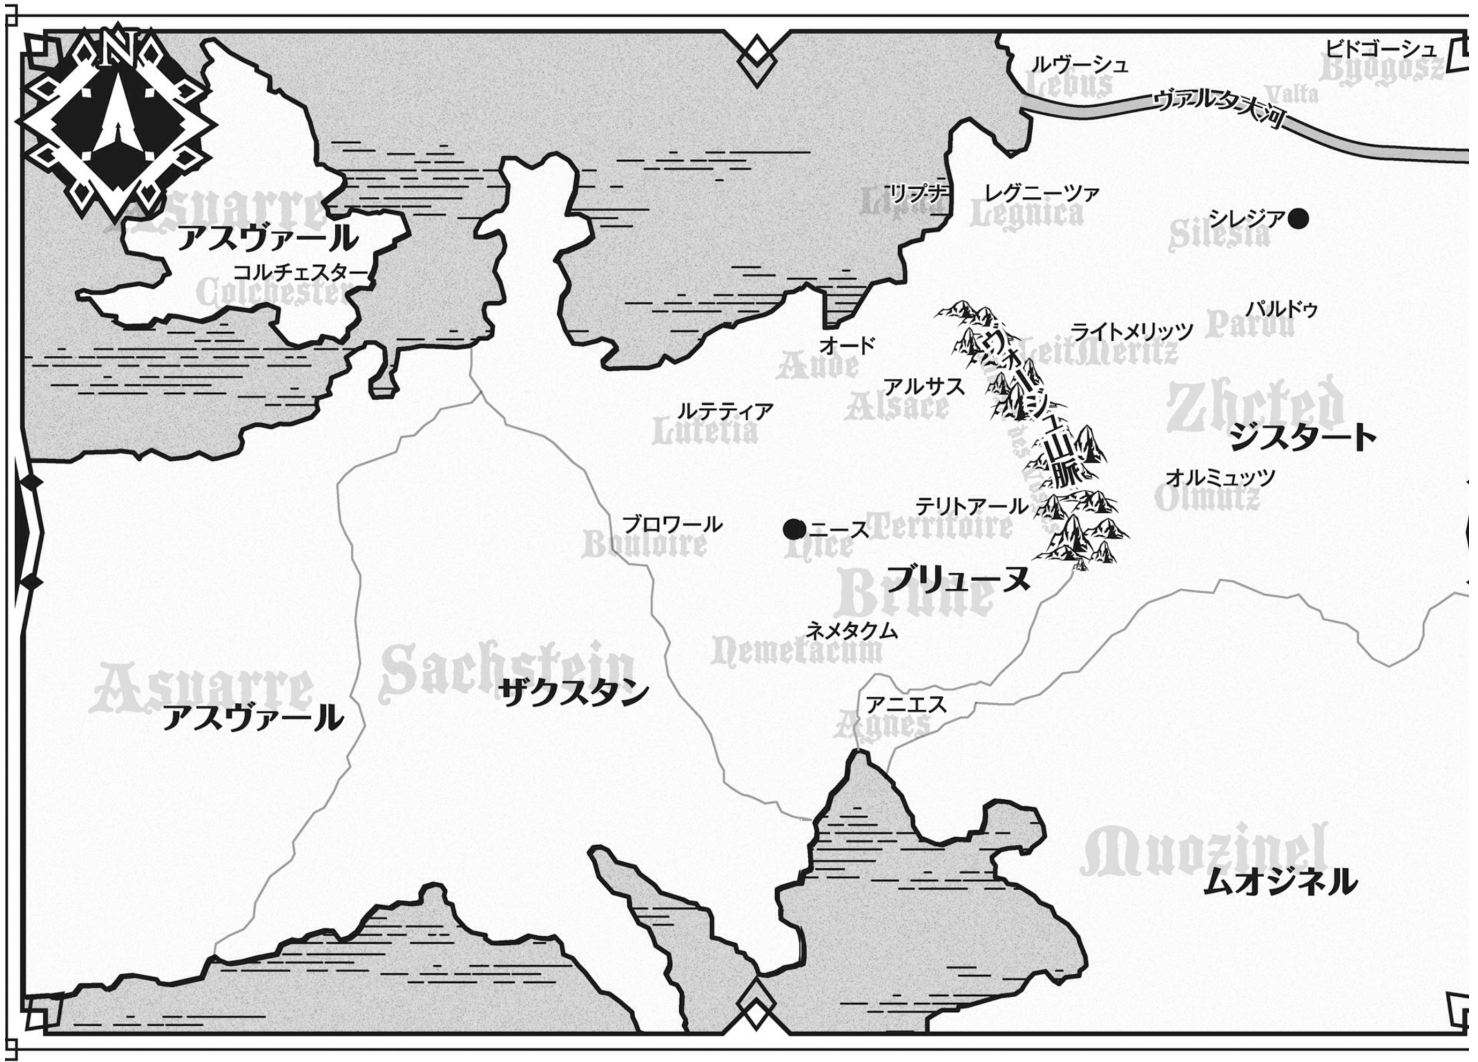 N
ルヴーシュ
Lebus
ビドゴーシュ
Bydgosz
ヴァルタ大河
Valta
リプナ
Lipna
レグニーツァ
Legnica
シレジア
Silesia
Asvarre
アスヴァール
コルチェスター
Colchester
パルドゥ
Pardu
ライトメリッツ
LeitMeritz
オード
Aude
アルサス
Alsace
ヴォージュ山脈
ルテティア
Lutetia
Zhcted
ジスタート
オルミュッツ
Olmutz
テリトアール
Territoire
ブロワール
Bouloire
ニース
Nice
Brune
ブリューヌ
ネメタクム
Nemetacum
Sachstein
ザクスタン
Asvarre
アスヴァール
アニエス
Agnes
Muozinel
ムオジネル